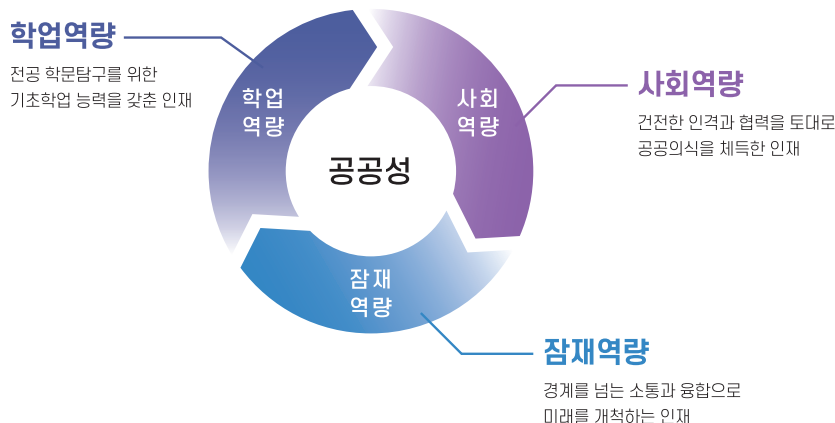 학업역량
전공 학문탐구를 위한
기초학업 능력을 갖춘 인재
학업
역량
사회
역량
사회역량
건전한 인격과 협력을 토대로
공공의식을 체득한 인재
공공성
잠재
역량
잠재역량
경계를 넘는 소통과 융합으로
미래를 개척하는 인재